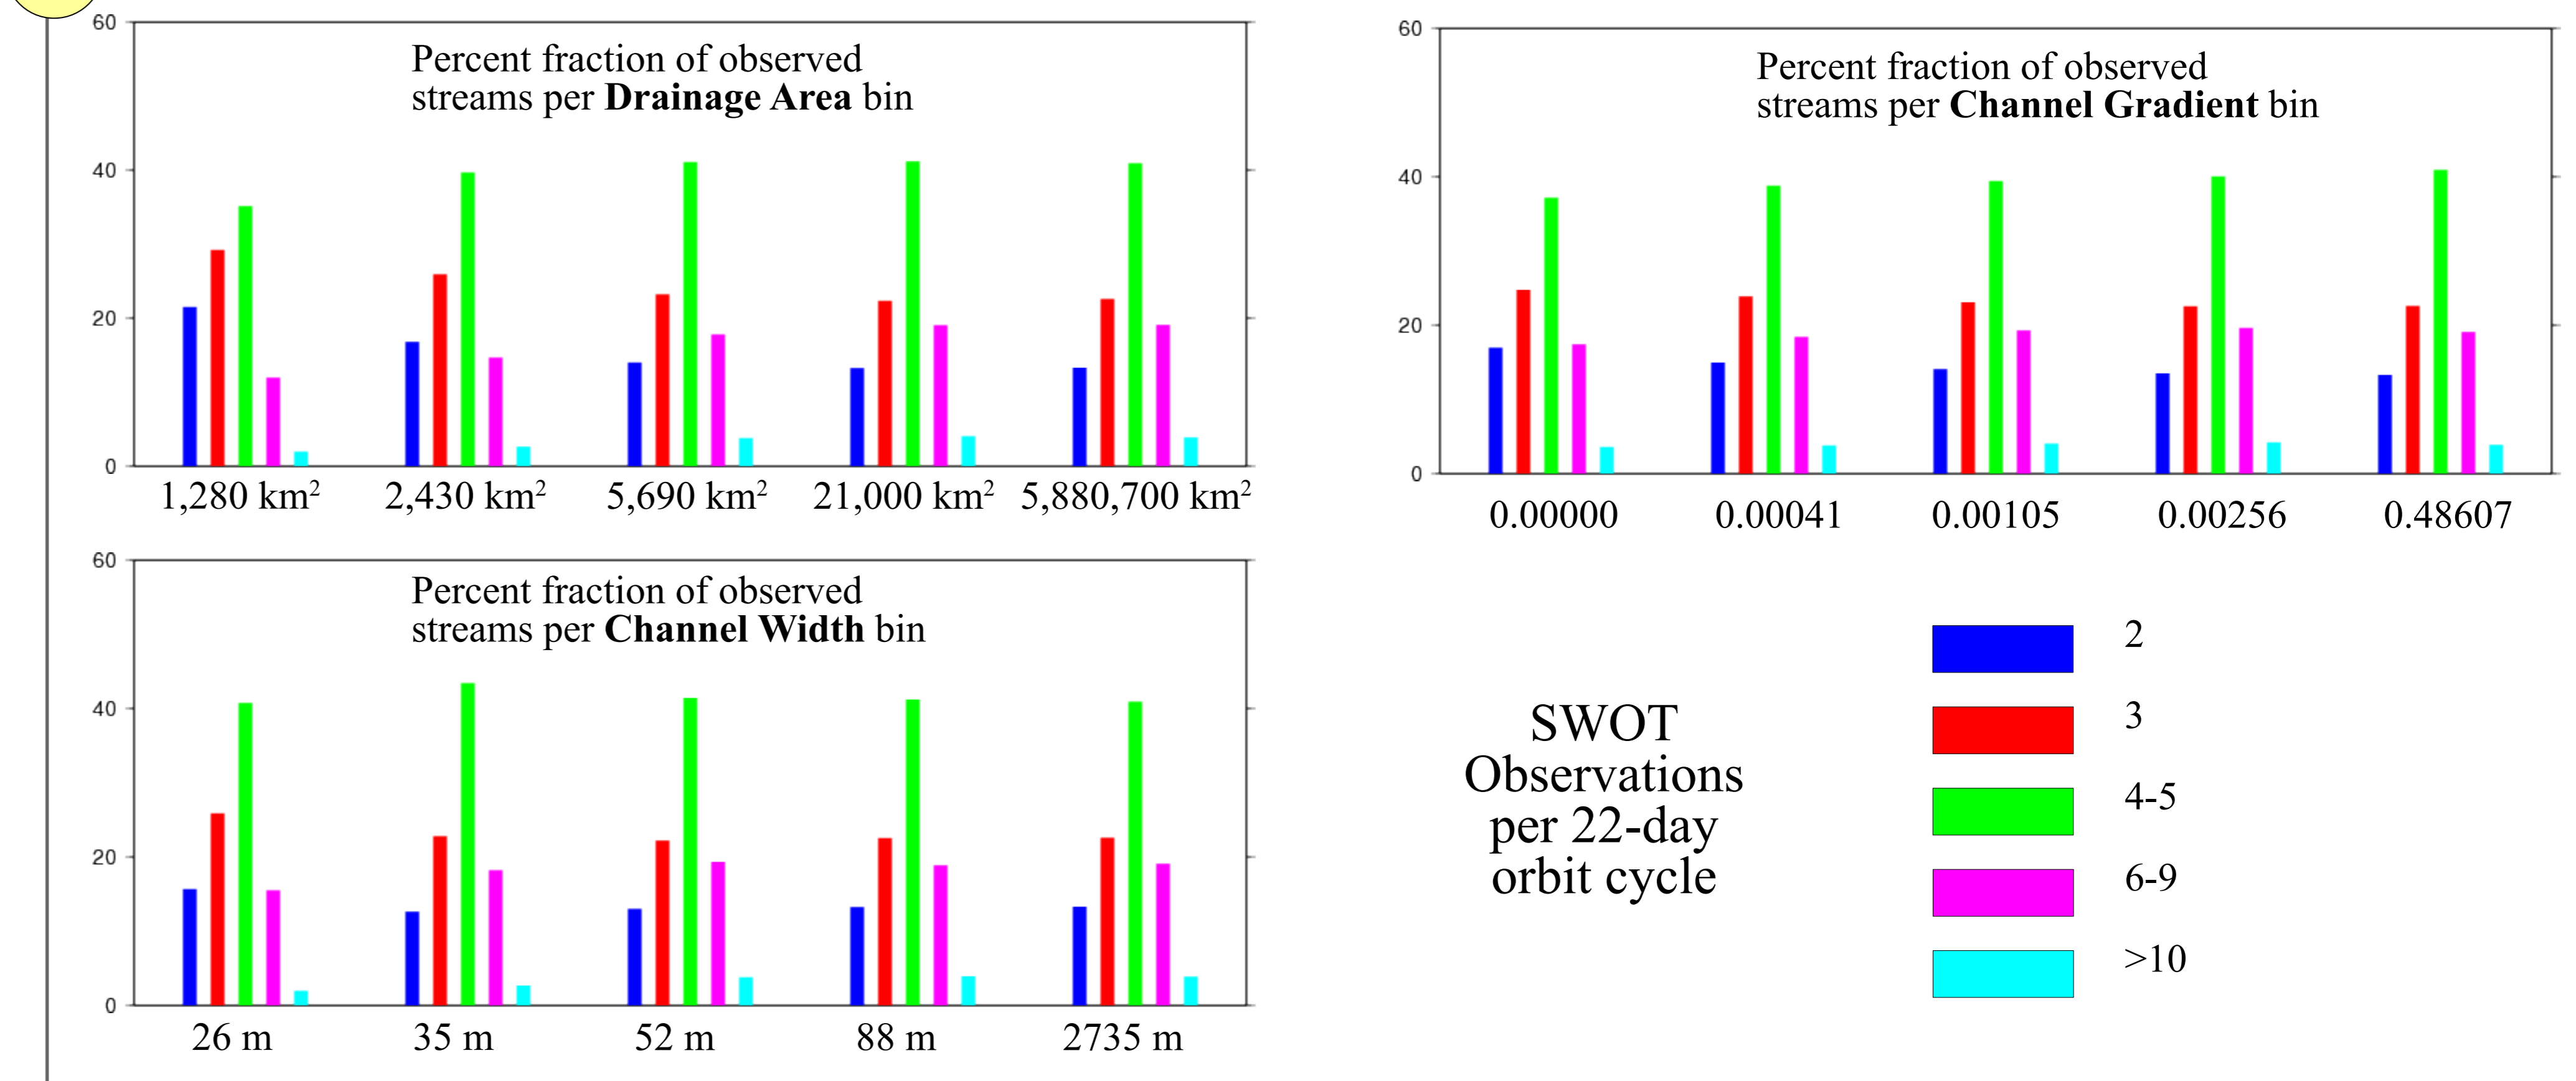 60
40
20
0
Percent fraction of observed
streams per Drainage Area bin
1,280 km² 2,430 km² 5,690 km² 21,000 km² 5,880,700 km²
60
40
20
0
Percent fraction of observed
streams per Channel Gradient bin
0.00000 0.00041 0.00105 0.00256 0.48607
60
40
20
0
Percent fraction of observed
streams per Channel Width bin
26 m 35 m 52 m 88 m 2735 m
SWOT
Observations
per 22-day
orbit cycle
2
3
4-5
6-9
>10